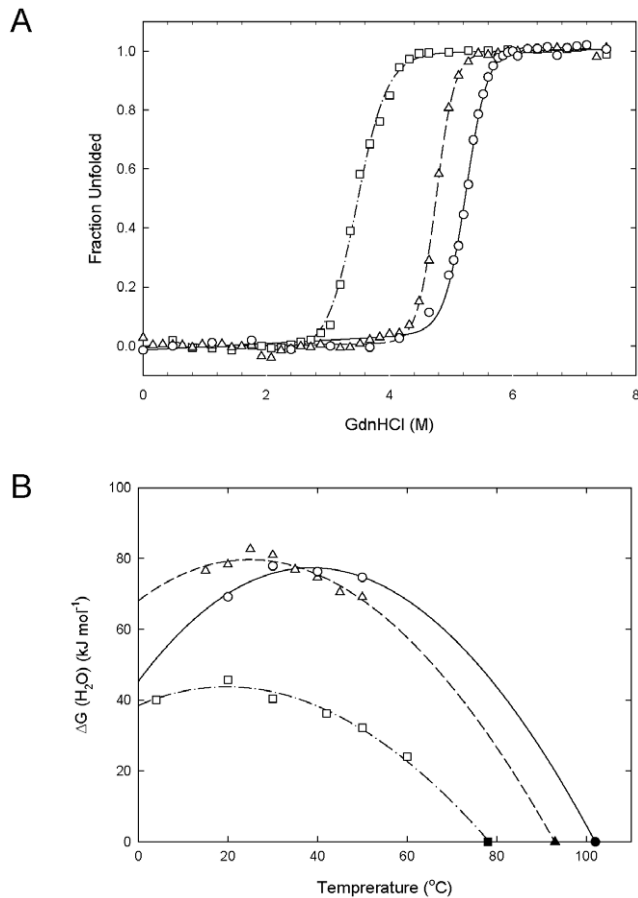 A
Fraction Unfolded
1.0
0.8
0.6
0.4
0.2
0.0
0 2 4 6 8
GdnHCl (M)
B
ΔG (H₂O) (kJ mol⁻¹)
100
80
60
40
20
0
0 20 40 60 80 100
Temprerature (°C)